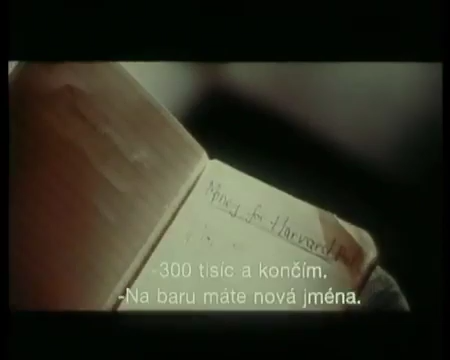 Money for Harvard
-300 tisíc a končím.
-Na baru máte nová jména.